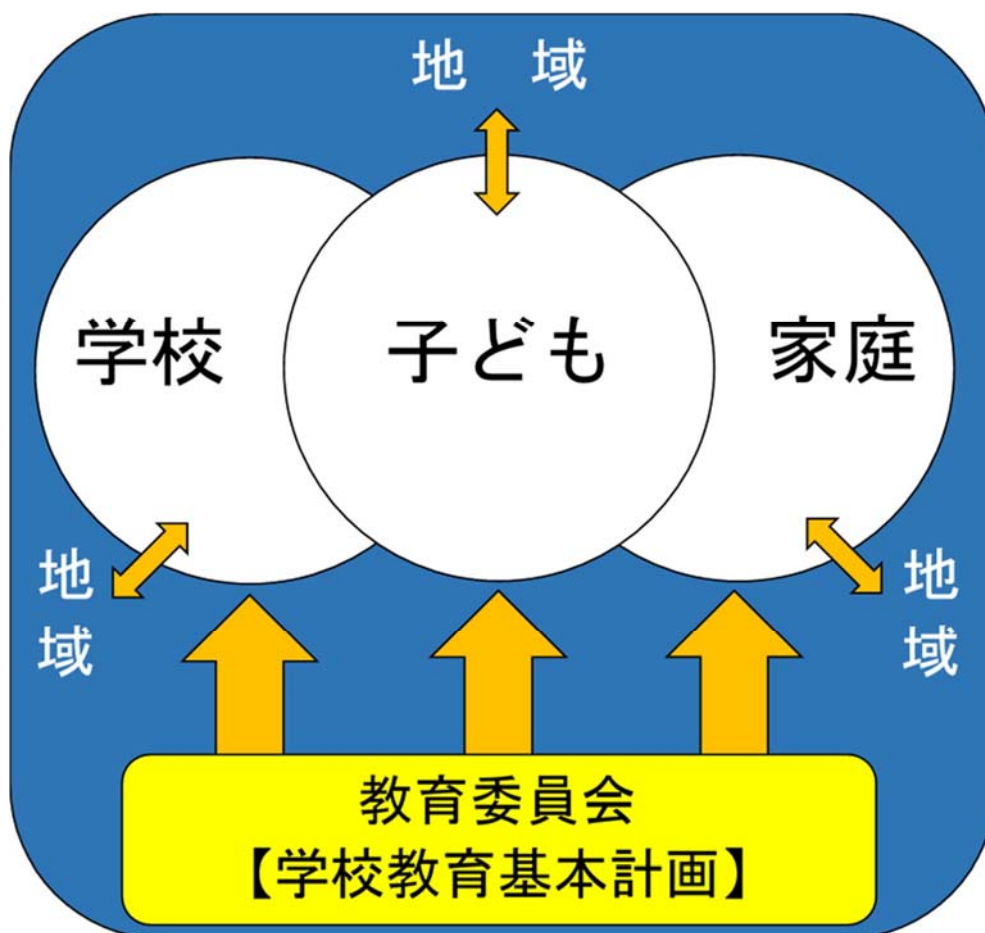 地　域
学校
子ども
家庭
地
域
地
域
教育委員会
【学校教育基本計画】